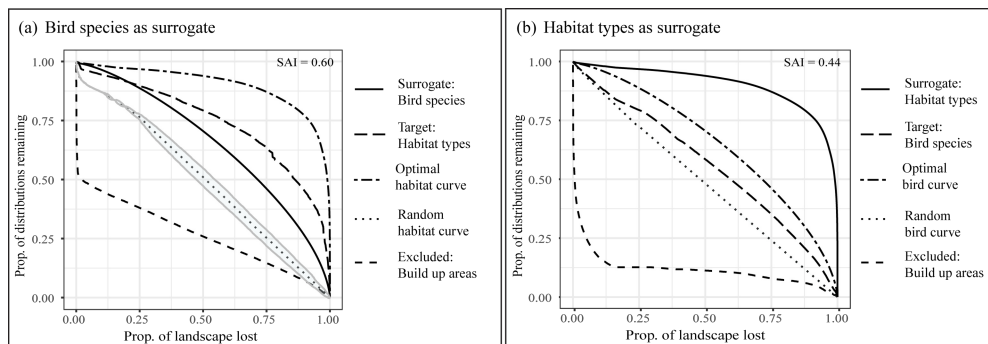 (a) Bird species as surrogate
SAI = 0.60
Prop. of distributions remaining
1.00
0.75
0.50
0.25
0.00
0.00 0.25 0.50 0.75 1.00
Prop. of landscape lost
Surrogate:
Bird species
Target:
Habitat types
Optimal
habitat curve
Random
habitat curve
Excluded:
Build up areas
(b) Habitat types as surrogate
SAI = 0.44
Prop. of distributions remaining
1.00
0.75
0.50
0.25
0.00
0.00 0.25 0.50 0.75 1.00
Prop. of landscape lost
Surrogate:
Habitat types
Target:
Bird species
Optimal
bird curve
Random
bird curve
Excluded:
Build up areas